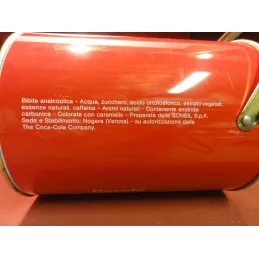 Bibita analcoolica - Acqua, zucchero, acido ortofosforico, estratti vegetali,
essenze naturali, caffeina - Aromi naturali - Contenente anidride
carbonica - Colorata con caramello - Preparata dalla SONSIL S.p.A.
Sede e Stabilimento: Nogara (Verona) - su autorizzazione della
The Coca-Cola Company.